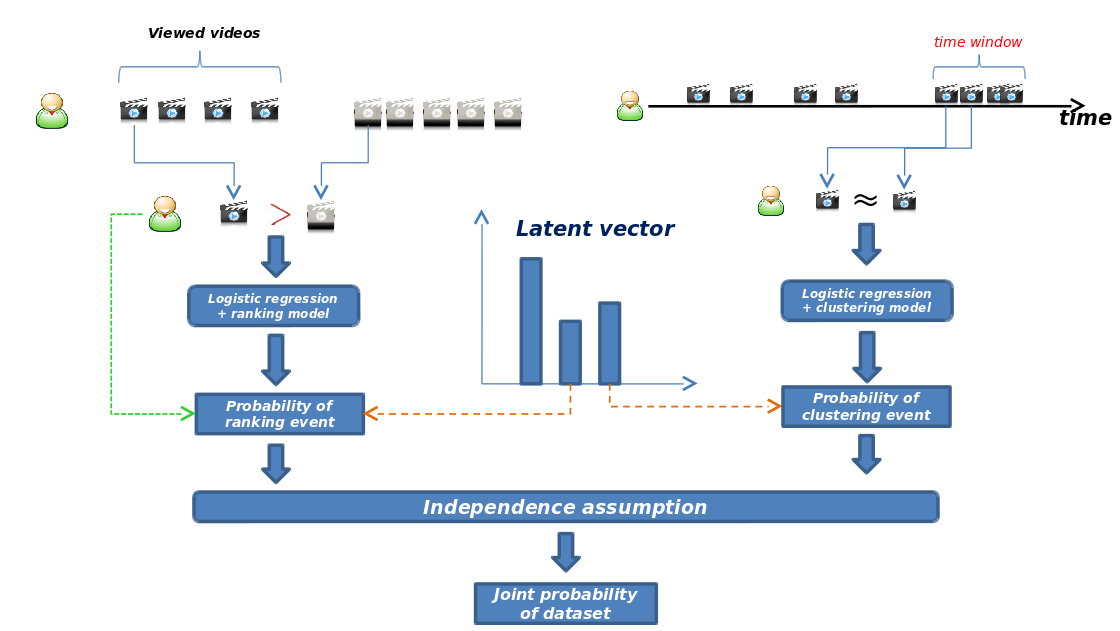 Viewed videos
time window
time
>
≈
Latent vector
Logistic regression
+ ranking model
Logistic regression
+ clustering model
Probability of
ranking event
Probability of
clustering event
Independence assumption
Joint probability
of dataset